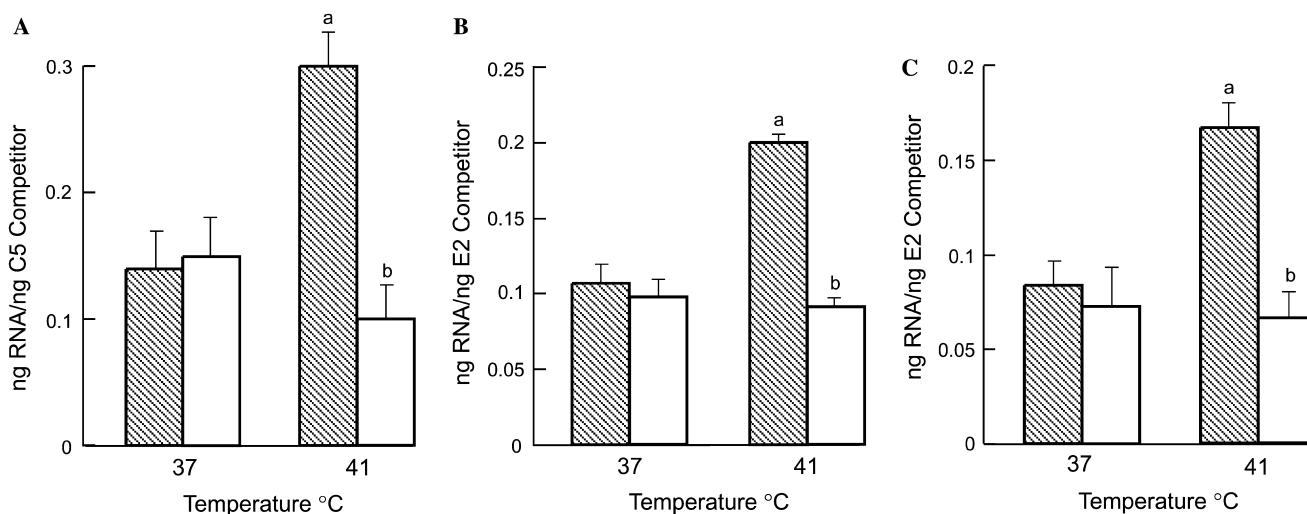 A
ng RNA/ng C5 Competitor
0.3
0.2
0.1
0
a
b
37
41
Temperature °C
B
ng RNA/ng E2 Competitor
0.25
0.2
0.15
0.1
0.05
0
a
b
37
41
Temperature °C
C
ng RNA/ng E2 Competitor
0.2
0.15
0.1
0.05
0
a
b
37
41
Temperature °C